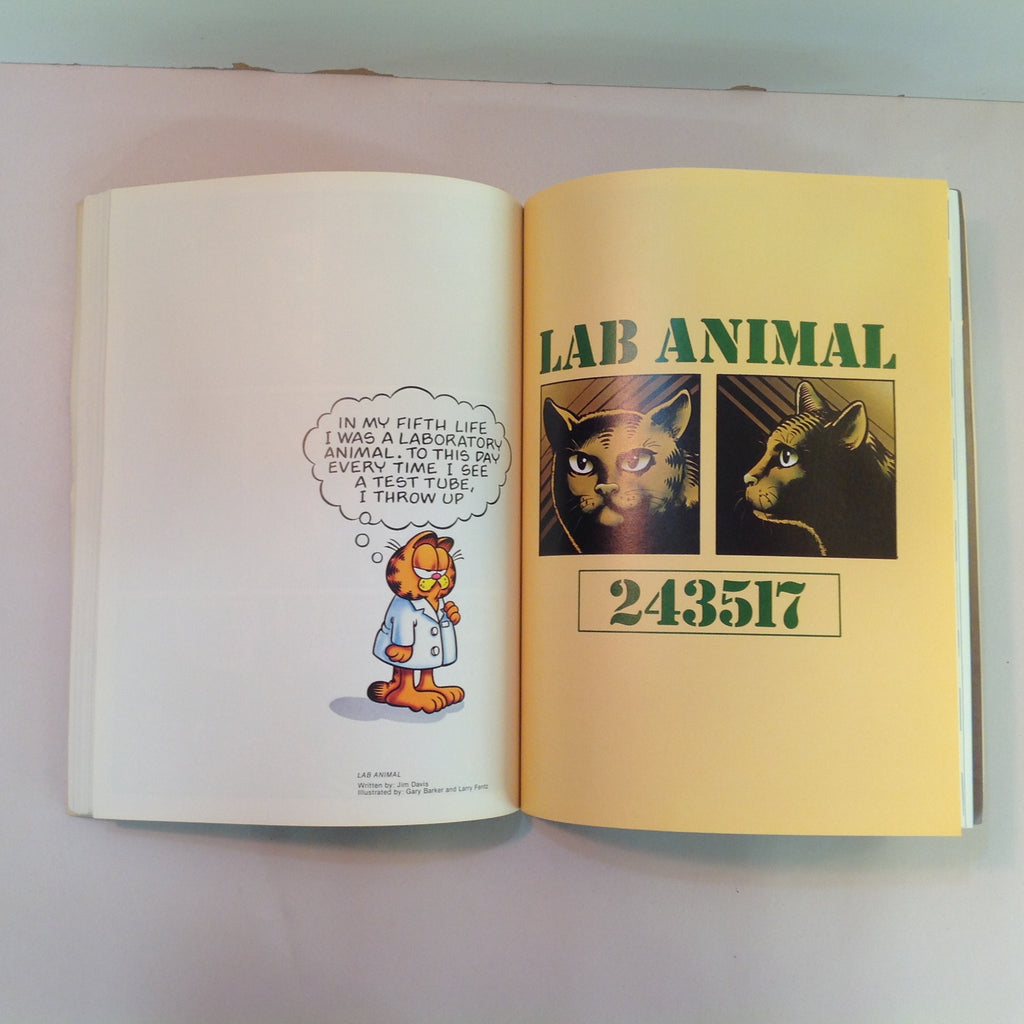 IN MY FIFTH LIFE
I WAS A LABORATORY
ANIMAL. TO THIS DAY
EVERY TIME I SEE
A TEST TUBE,
I THROW UP
LAB ANIMAL
Written by: Jim Davis
Illustrated by: Gary Barker and Larry Fentz
LAB ANIMAL
243517